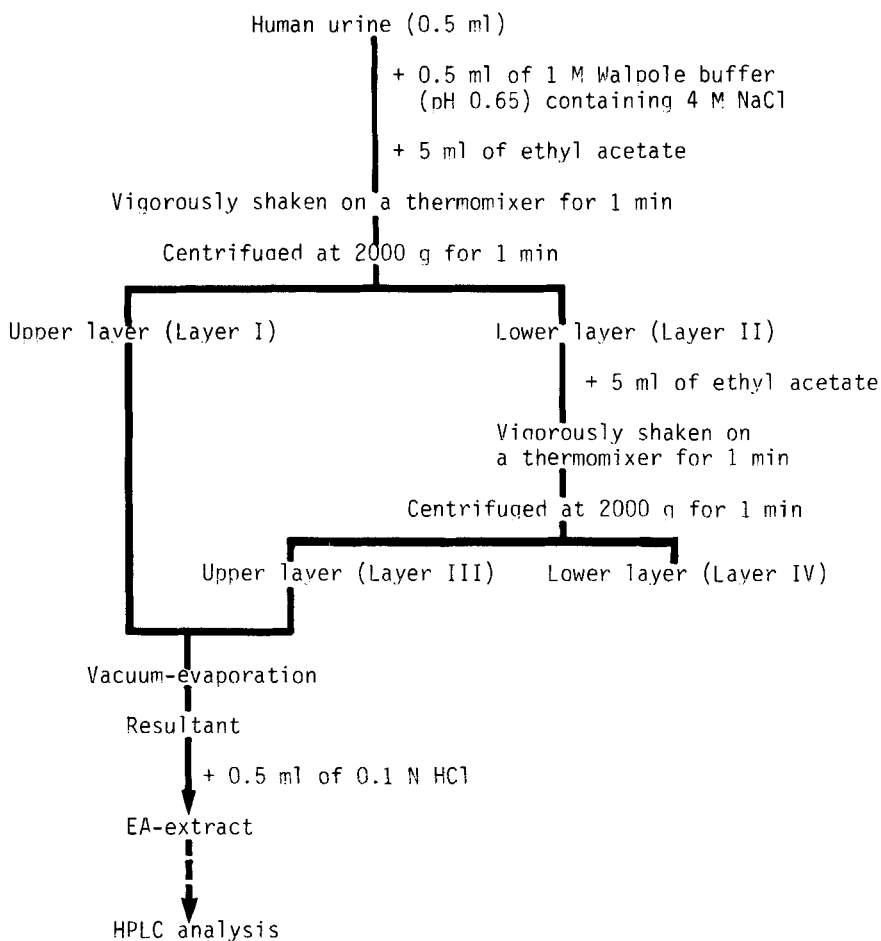 Human urine (0.5 ml)
+ 0.5 ml of 1 M Walpole buffer
(pH 0.65) containing 4 M NaCl
+ 5 ml of ethyl acetate
Vigorously shaken on a thermomixer for 1 min
Centrifuged at 2000 g for 1 min
Upper layer (Layer I)
Lower layer (Layer II)
+ 5 ml of ethyl acetate
Vigorously shaken on
a thermomixer for 1 min
Centrifuged at 2000 g for 1 min
Upper layer (Layer III)
Lower layer (Layer IV)
Vacuum-evaporation
Resultant
+ 0.5 ml of 0.1 N HCl
EA-extract
HPLC analysis